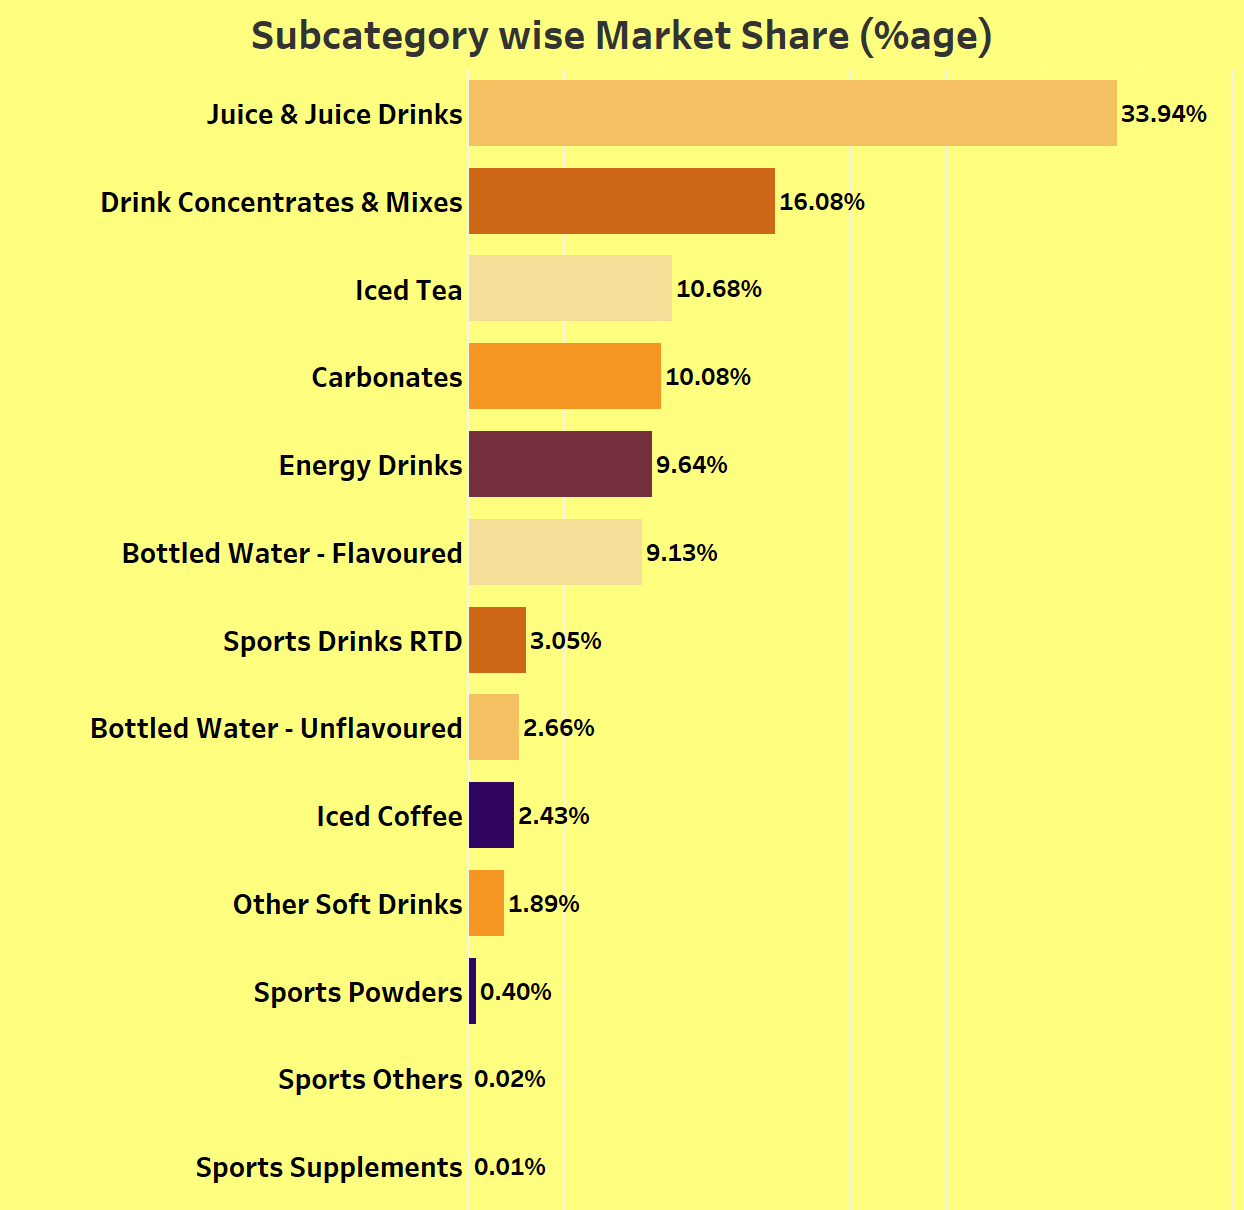 Subcategory wise Market Share (%age)
Juice & Juice Drinks 33.94%
Drink Concentrates & Mixes 16.08%
Iced Tea 10.68%
Carbonates 10.08%
Energy Drinks 9.64%
Bottled Water - Flavoured 9.13%
Sports Drinks RTD 3.05%
Bottled Water - Unflavoured 2.66%
Iced Coffee 2.43%
Other Soft Drinks 1.89%
Sports Powders 0.40%
Sports Others 0.02%
Sports Supplements 0.01%